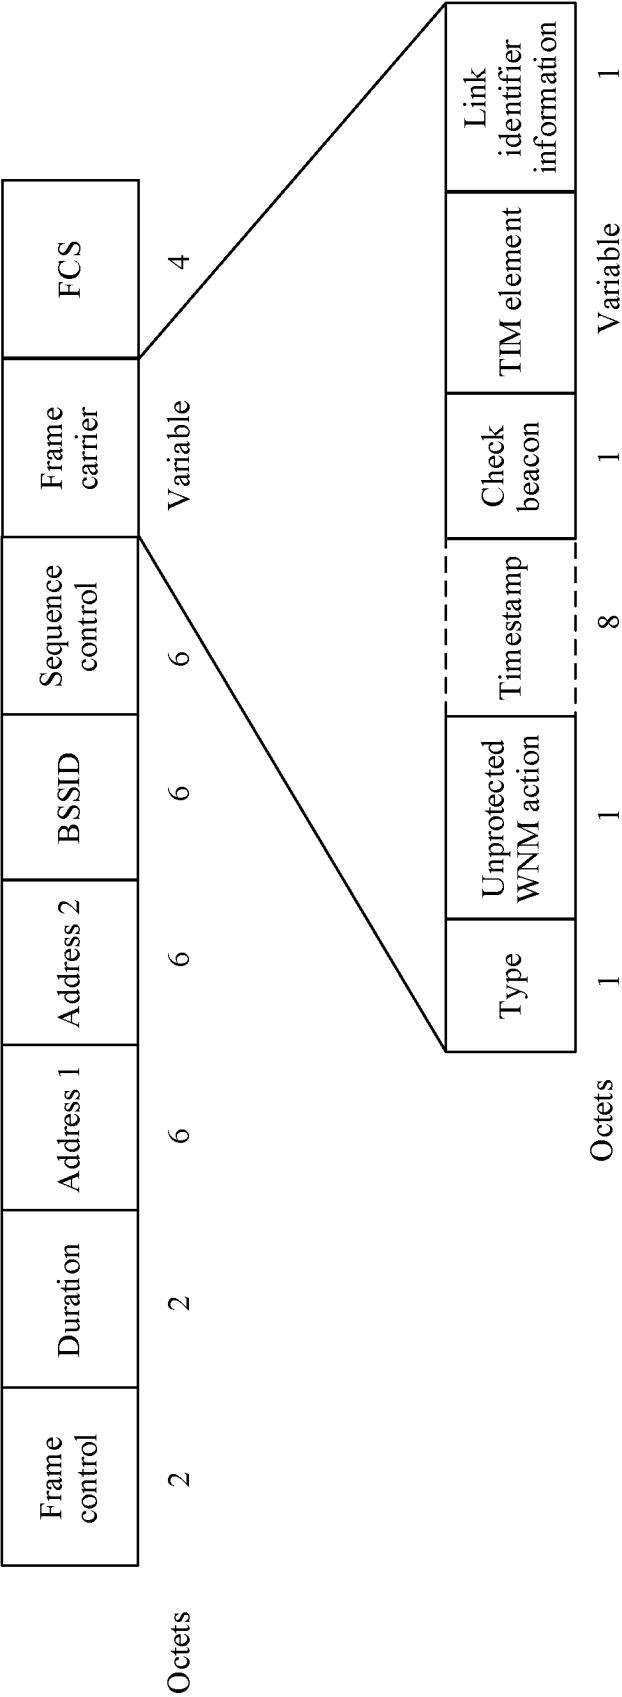 Frame
control
Duration
Address 1
Address 2
BSSID
Sequence
control
Frame
carrier
FCS
Octets
2
2
6
6
6
6
Variable
4
Type
Unprotected
WNM action
Timestamp
Check
beacon
TIM element
Link
identifier
information
Octets
1
1
8
1
Variable
1